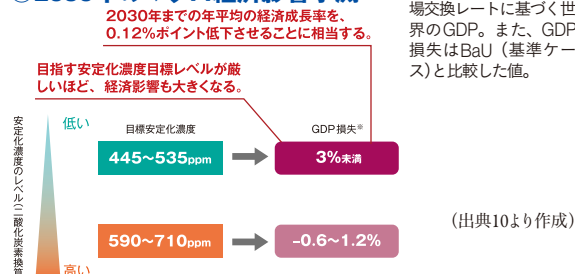 2030年までの年平均の経済成長率を、
0.12%ポイント低下させることに相当する。
目指す安定化濃度目標レベルが厳
しいほど、経済影響も大きくなる。
場交換レートに基づく世
界のGDP。また、GDP
損失はBaU（基準ケー
ス）と比較した値。
安定化濃度のレベル（二酸化炭素換算
低い
高い
目標安定化濃度
GDP損失※
445〜535ppm
3%未満
590〜710ppm
−0.6〜1.2%
（出典10より作成）